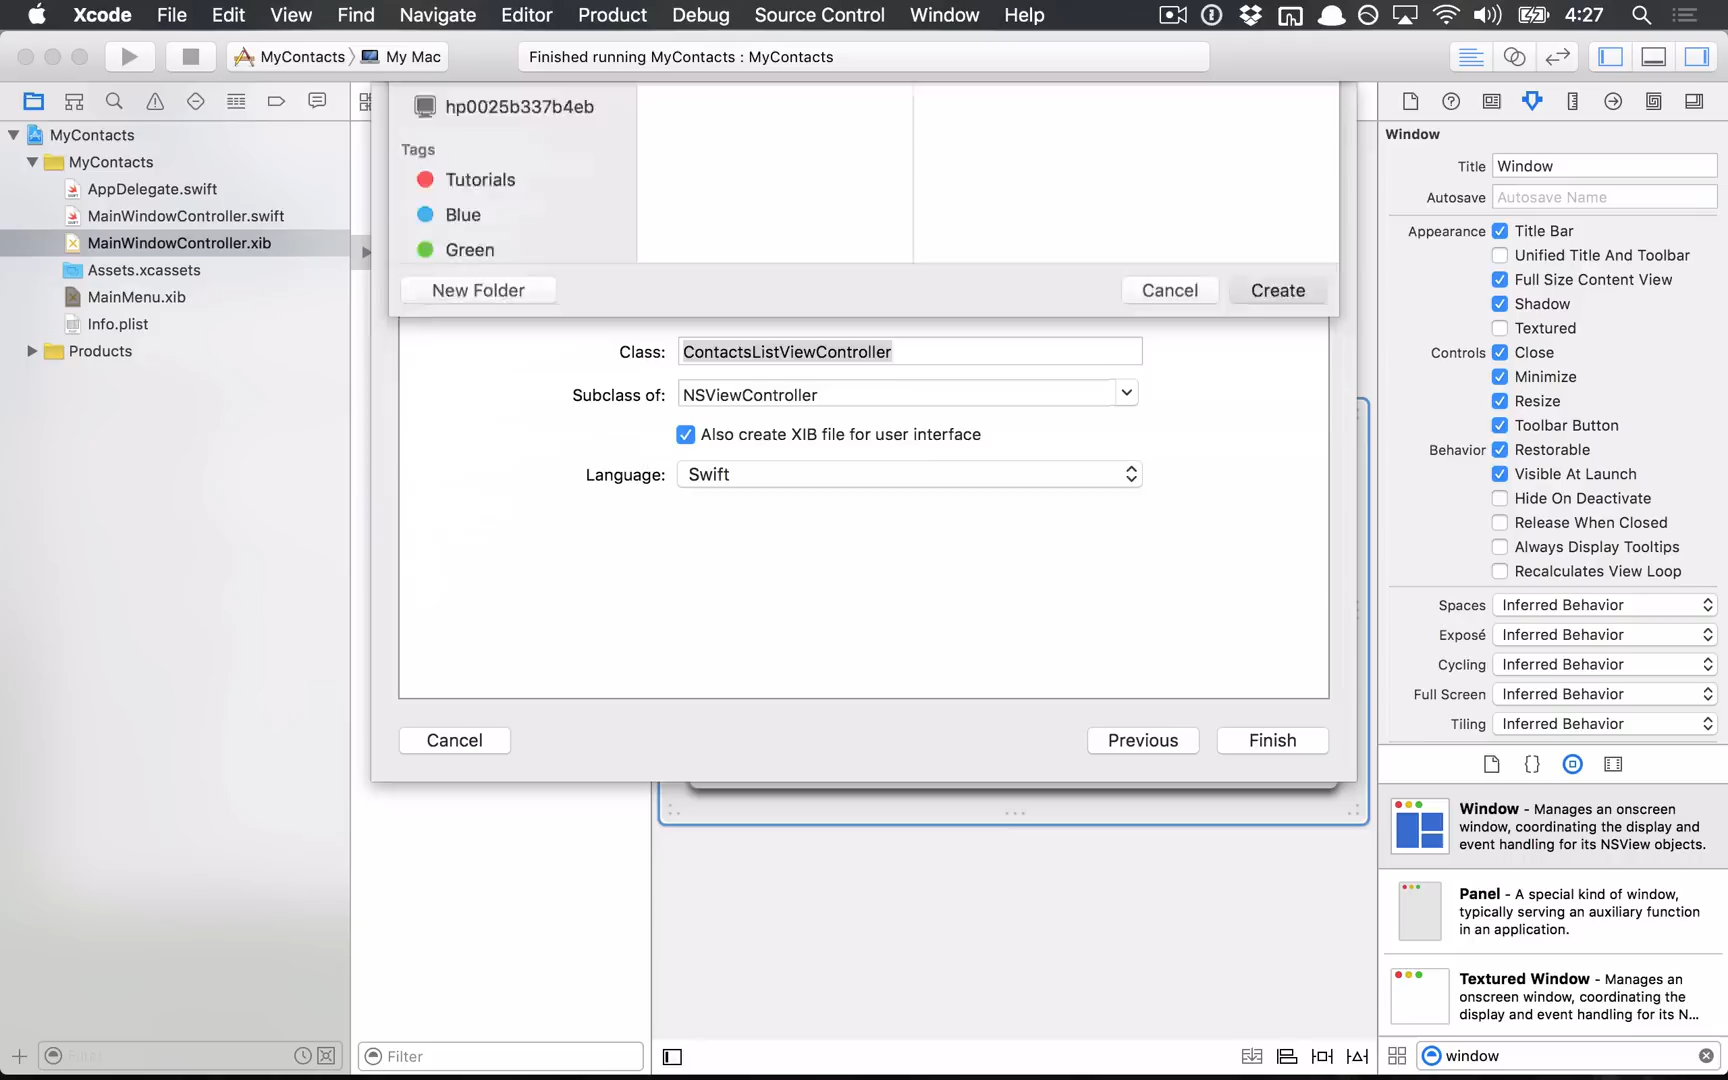 Xcode File Edit View Find Navigate Editor Product Debug Source Control Window Help 4:27
MyContacts My Mac
Finished running MyContacts : MyContacts
MyContacts
MyContacts
AppDelegate.swift
MainWindowController.swift
MainWindowController.xib
Assets.xcassets
MainMenu.xib
Info.plist
Products
Filter
hp0025b337b4eb
Tags
Tutorials
Blue
Green
New Folder Cancel Create
Class: ContactsListViewController
Subclass of: NSViewController
Also create XIB file for user interface
Language: Swift
Cancel Previous Finish
Filter
Window
Title Window
Autosave Autosave Name
Appearance Title Bar
Unified Title And Toolbar
Full Size Content View
Shadow
Textured
Controls Close
Minimize
Resize
Toolbar Button
Behavior Restorable
Visible At Launch
Hide On Deactivate
Release When Closed
Always Display Tooltips
Recalculates View Loop
Spaces Inferred Behavior
Exposé Inferred Behavior
Cycling Inferred Behavior
Full Screen Inferred Behavior
Tiling Inferred Behavior
{}
Window - Manages an onscreen
window, coordinating the display and
event handling for its NSView objects.
Panel - A special kind of window,
typically serving an auxiliary function
in an application.
Textured Window - Manages an
onscreen window, coordinating the
display and event handling for its N...
window